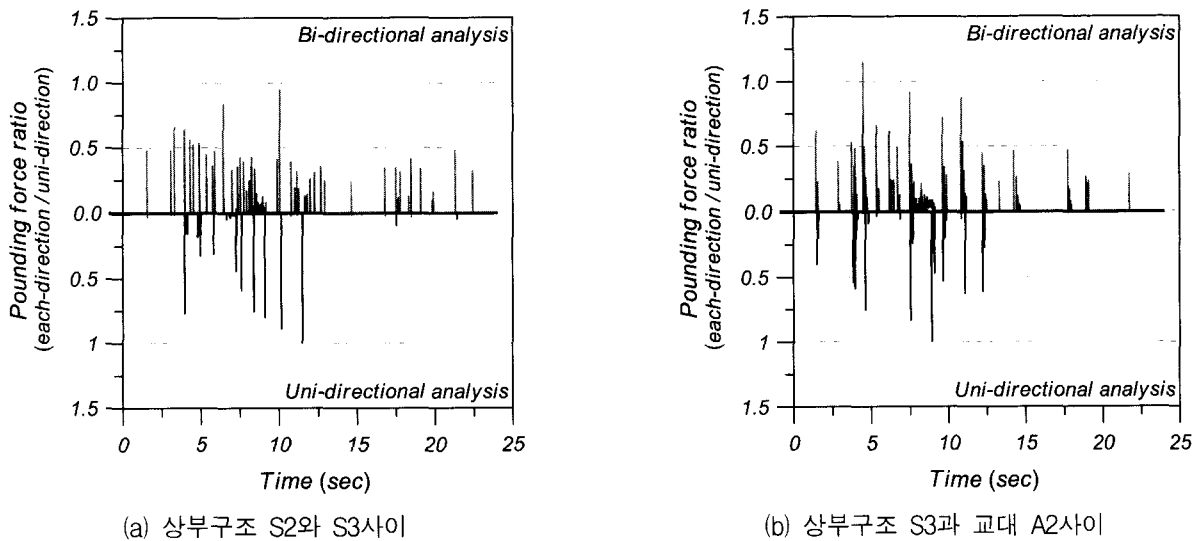 Bi-directional analysis
Uni-directional analysis
Pounding force ratio
(each-direction / uni-direction)
1.5
1.0
0.5
0.0
0.5
1
1.5
0 5 10 15 20 25
Time (sec)
(a) 상부구조 S2와 S3사이
Bi-directional analysis
Uni-directional analysis
Pounding force ratio
(each-direction / uni-direction)
1.5
1.0
0.5
0.0
0.5
1
1.5
0 5 10 15 20 25
Time (sec)
(b) 상부구조 S3과 교대 A2사이